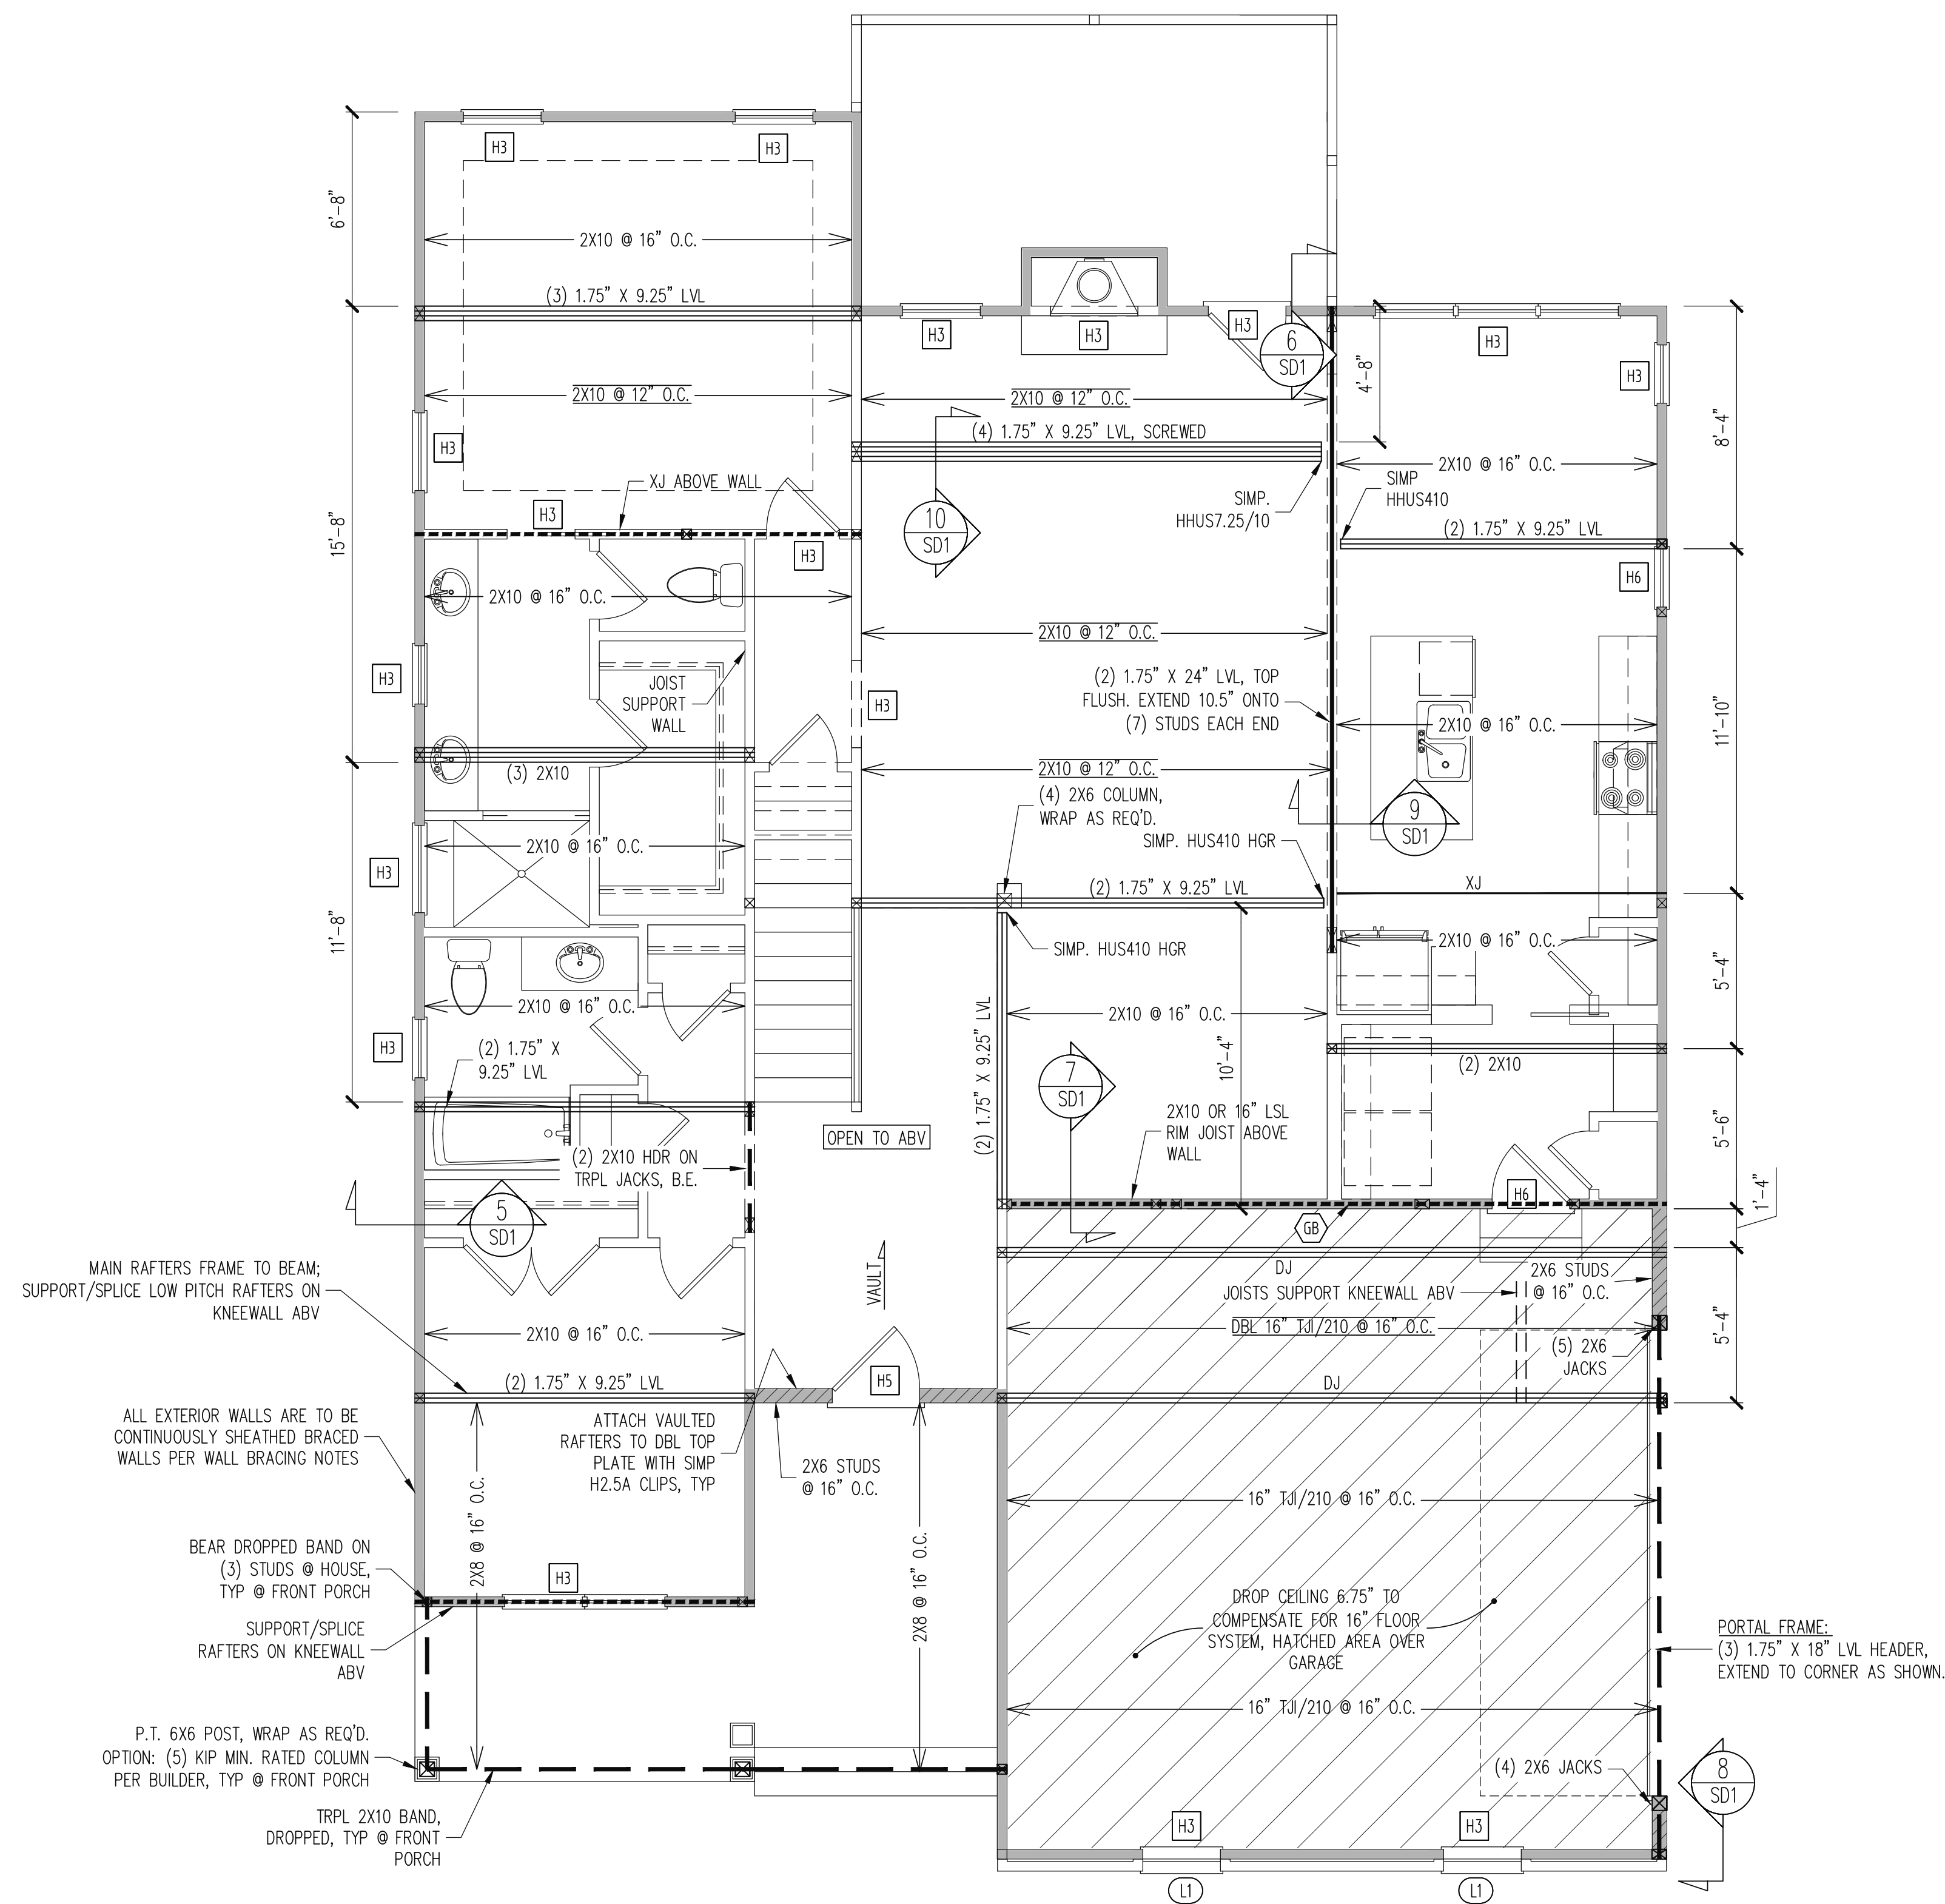 H3
H3
6'-8"
2X10 @ 16" O.C.
(3) 1.75" X 9.25" LVL
H3
H3
H3
6
SD1
H3
H3
4'-8"
8'-4"
2X10 @ 12" O.C.
2X10 @ 12" O.C.
(4) 1.75" X 9.25" LVL, SCREWED
H3
2X10 @ 16" O.C.
XJ ABOVE WALL
SIMP.
HHUS7.25/10
SIMP
HHUS410
H3
15'-8"
10
SD1
(2) 1.75" X 9.25" LVL
H3
H6
2X10 @ 16" O.C.
2X10 @ 12" O.C.
H3
JOIST
SUPPORT
WALL
H3
(2) 1.75" X 24" LVL, TOP
FLUSH. EXTEND 10.5" ONTO
(7) STUDS EACH END
2X10 @ 16" O.C.
11'-10"
(3) 2X10
2X10 @ 12" O.C.
(4) 2X6 COLUMN,
WRAP AS REQ'D.
9
SD1
SIMP. HUS410 HGR
2X10 @ 16" O.C.
H3
(2) 1.75" X 9.25" LVL
XJ
11'-8"
SIMP. HUS410 HGR
2X10 @ 16" O.C.
5'-4"
2X10 @ 16" O.C.
2X10 @ 16" O.C.
H3
(2) 1.75" X
9.25" LVL
(2) 1.75" X 9.25" LVL
10'-4"
(2) 2X10
7
SD1
OPEN TO ABV
2X10 OR 16" LSL
RIM JOIST ABOVE
WALL
5'-6"
(2) 2X10 HDR ON
TRPL JACKS, B.E.
5
SD1
H6
1'-4"
GB
VAULT
DJ
MAIN RAFTERS FRAME TO BEAM;
SUPPORT/SPLICE LOW PITCH RAFTERS ON
KNEEWALL ABV
JOISTS SUPPORT KNEEWALL ABV
2X6 STUDS
@ 16" O.C.
2X10 @ 16" O.C.
DBL 16" TJI/210 @ 16" O.C.
5'-4"
(5) 2X6
JACKS
(2) 1.75" X 9.25" LVL
H5
DJ
ALL EXTERIOR WALLS ARE TO BE
CONTINUOUSLY SHEATHED BRACED
WALLS PER WALL BRACING NOTES
ATTACH VAULTED
RAFTERS TO DBL TOP
PLATE WITH SIMP
H2.5A CLIPS, TYP
2X6 STUDS
@ 16" O.C.
2X8 @ 16" O.C.
16" TJI/210 @ 16" O.C.
BEAR DROPPED BAND ON
(3) STUDS @ HOUSE,
TYP @ FRONT PORCH
H3
2X8 @ 16" O.C.
DROP CEILING 6.75" TO
COMPENSATE FOR 16" FLOOR
SYSTEM, HATCHED AREA OVER
GARAGE
SUPPORT/SPLICE
RAFTERS ON KNEEWALL
ABV
PORTAL FRAME:
(3) 1.75" X 18" LVL HEADER,
EXTEND TO CORNER AS SHOWN.
16" TJI/210 @ 16" O.C.
P.T. 6X6 POST, WRAP AS REQ'D.
OPTION: (5) KIP MIN. RATED COLUMN
PER BUILDER, TYP @ FRONT PORCH
(4) 2X6 JACKS
8
SD1
TRPL 2X10 BAND,
DROPPED, TYP @ FRONT
PORCH
H3
H3
L1
L1